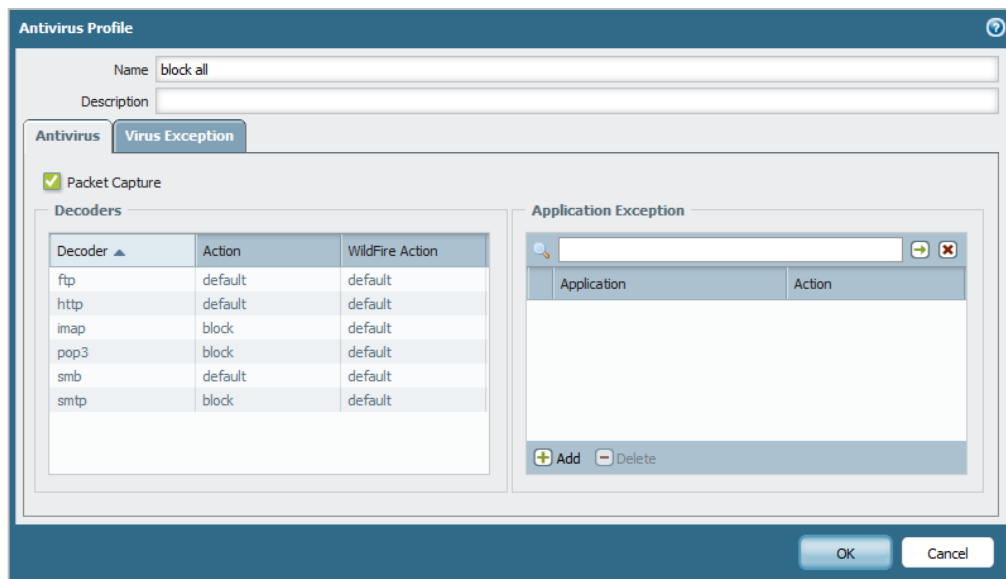 Antivirus Profile
Name block all
Description
Antivirus Virus Exception
Packet Capture
Decoders
Decoder Action WildFire Action
ftp default default
http default default
imap block default
pop3 block default
smb default default
smtp block default
Application Exception
Application Action
Add Delete
OK Cancel